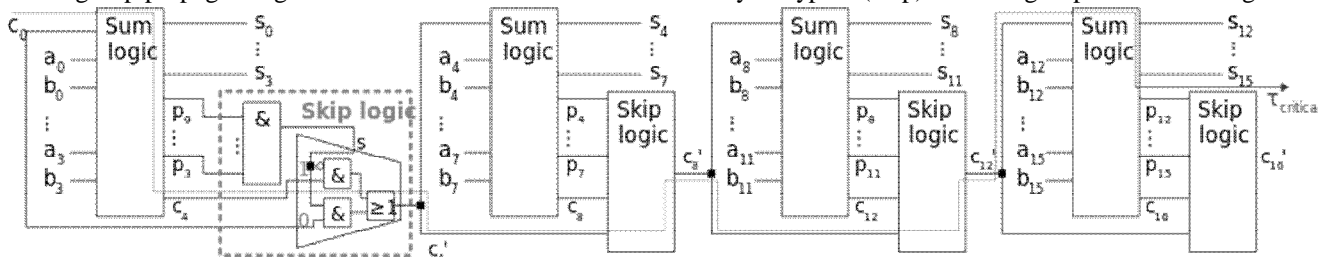 c₀
Sum logic
s₀
⋮
s₃
a₀
b₀
⋮
a₃
b₃
p₀
⋮
p₃
c₄
Skip logic
&
⋮
s
1
&
0
&
≥1
Sum logic
s₄
⋮
s₇
a₄
b₄
⋮
a₇
b₇
p₄
⋮
p₇
c₈
Skip logic
c₈'
Sum logic
s₈
⋮
s₁₁
a₈
b₈
⋮
a₁₁
b₁₁
p₈
⋮
p₁₁
c₁₂
Skip logic
c₁₂'
Sum logic
s₁₂
⋮
s₁₅
a₁₂
b₁₂
⋮
a₁₅
b₁₅
p₁₂
⋮
p₁₅
c₁₆
Skip logic
c₁₆'
τcritica